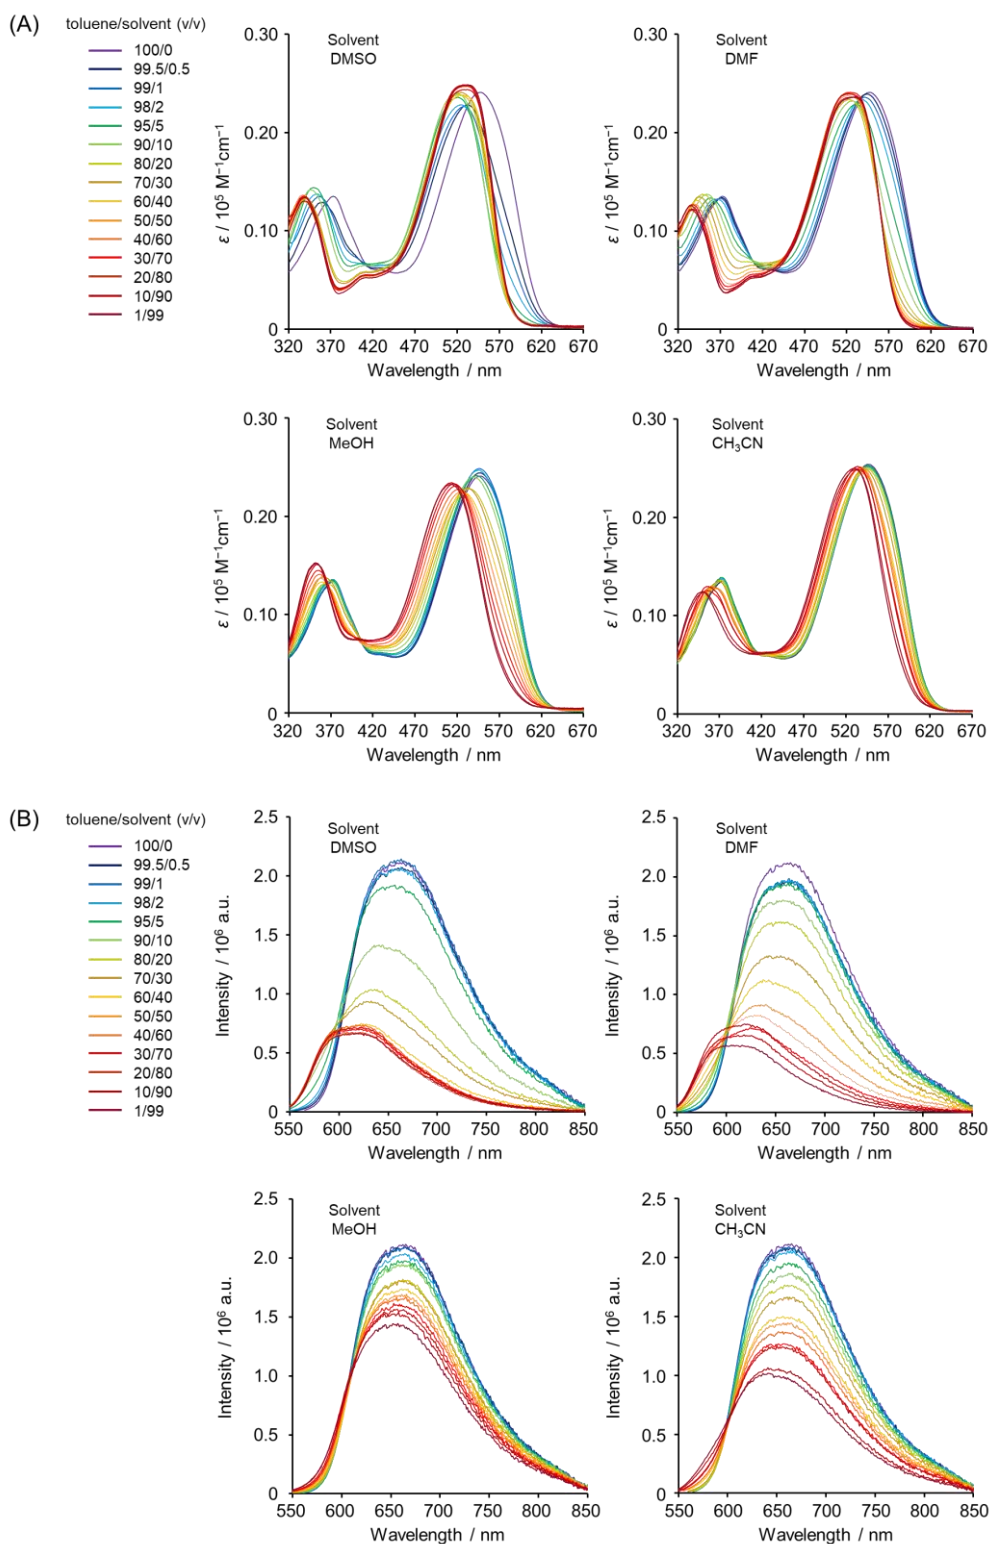 (A)
toluene/solvent (v/v)
100/0
99.5/0.5
99/1
98/2
95/5
90/10
80/20
70/30
60/40
50/50
40/60
30/70
20/80
10/90
1/99
Solvent
DMSO
0.30
0.20
0.10
0
ε / 10⁵ M⁻¹cm⁻¹
320 370 420 470 520 570 620 670
Wavelength / nm
Solvent
DMF
0.30
0.20
0.10
0
ε / 10⁵ M⁻¹cm⁻¹
320 370 420 470 520 570 620 670
Wavelength / nm
Solvent
MeOH
0.30
0.20
0.10
0
ε / 10⁵ M⁻¹cm⁻¹
320 370 420 470 520 570 620 670
Wavelength / nm
Solvent
CH₃CN
0.30
0.20
0.10
0
ε / 10⁵ M⁻¹cm⁻¹
320 370 420 470 520 570 620 670
Wavelength / nm
(B)
toluene/solvent (v/v)
100/0
99.5/0.5
99/1
98/2
95/5
90/10
80/20
70/30
60/40
50/50
40/60
30/70
20/80
10/90
1/99
Solvent
DMSO
2.5
2.0
1.5
1.0
0.5
0
Intensity / 10⁶ a.u.
550 600 650 700 750 800 850
Wavelength / nm
Solvent
DMF
2.5
2.0
1.5
1.0
0.5
0
Intensity / 10⁶ a.u.
550 600 650 700 750 800 850
Wavelength / nm
Solvent
MeOH
2.5
2.0
1.5
1.0
0.5
0
Intensity / 10⁶ a.u.
550 600 650 700 750 800 850
Wavelength / nm
Solvent
CH₃CN
2.5
2.0
1.5
1.0
0.5
0
Intensity / 10⁶ a.u.
550 600 650 700 750 800 850
Wavelength / nm